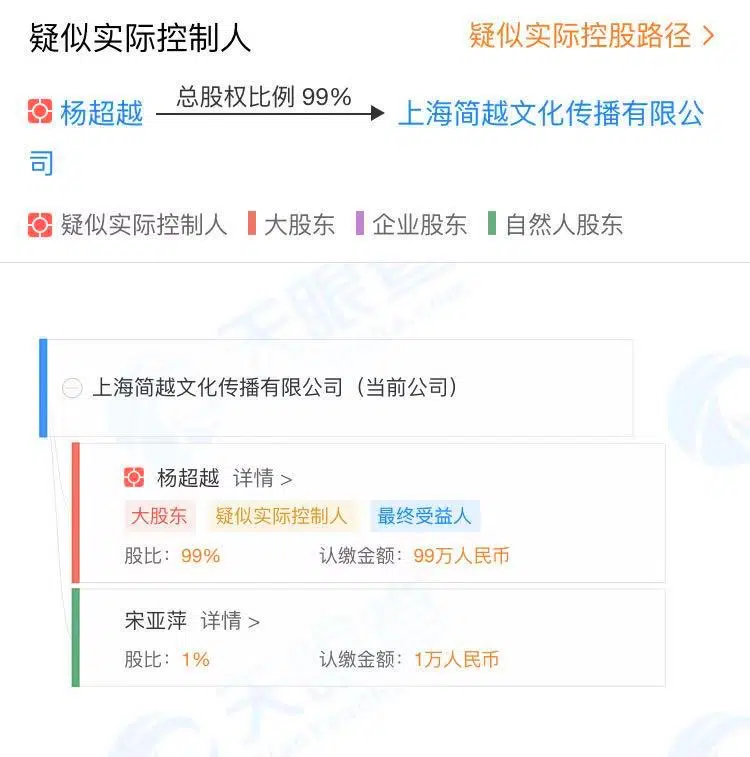 疑似实际控制人 疑似实际控股路径 >
杨超越 总股权比例 99% 上海简越文化传播有限公
司
疑似实际控制人 大股东 企业股东 自然人股东
天眼查
上海简越文化传播有限公司（当前公司）
杨超越 详情 >
大股东 疑似实际控制人 最终受益人
股比：99% 认缴金额：99万人民币
宋亚萍 详情 >
股比：1% 认缴金额：1万人民币